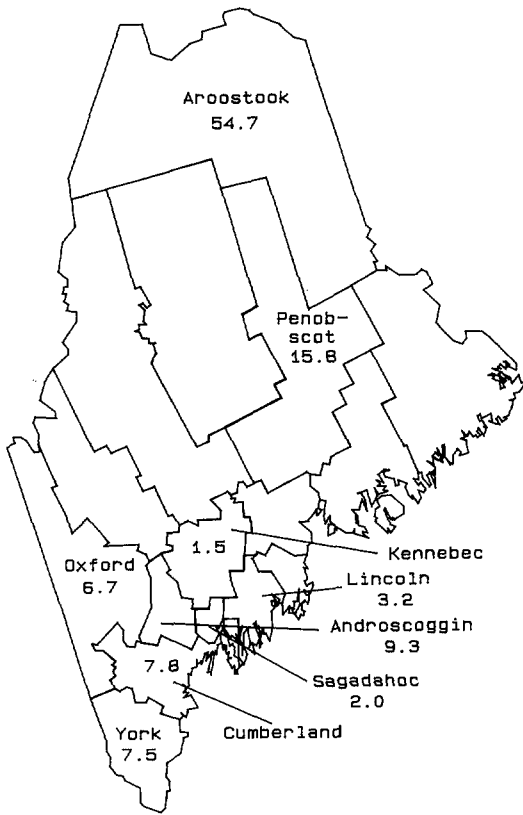 Aroostook
54.7
Penob-
scot
15.8
1.5
Kennebec
Oxford
6.7
Lincoln
3.2
Androscoggin
9.3
7.8
Sagadahoc
2.0
Cumberland
York
7.5